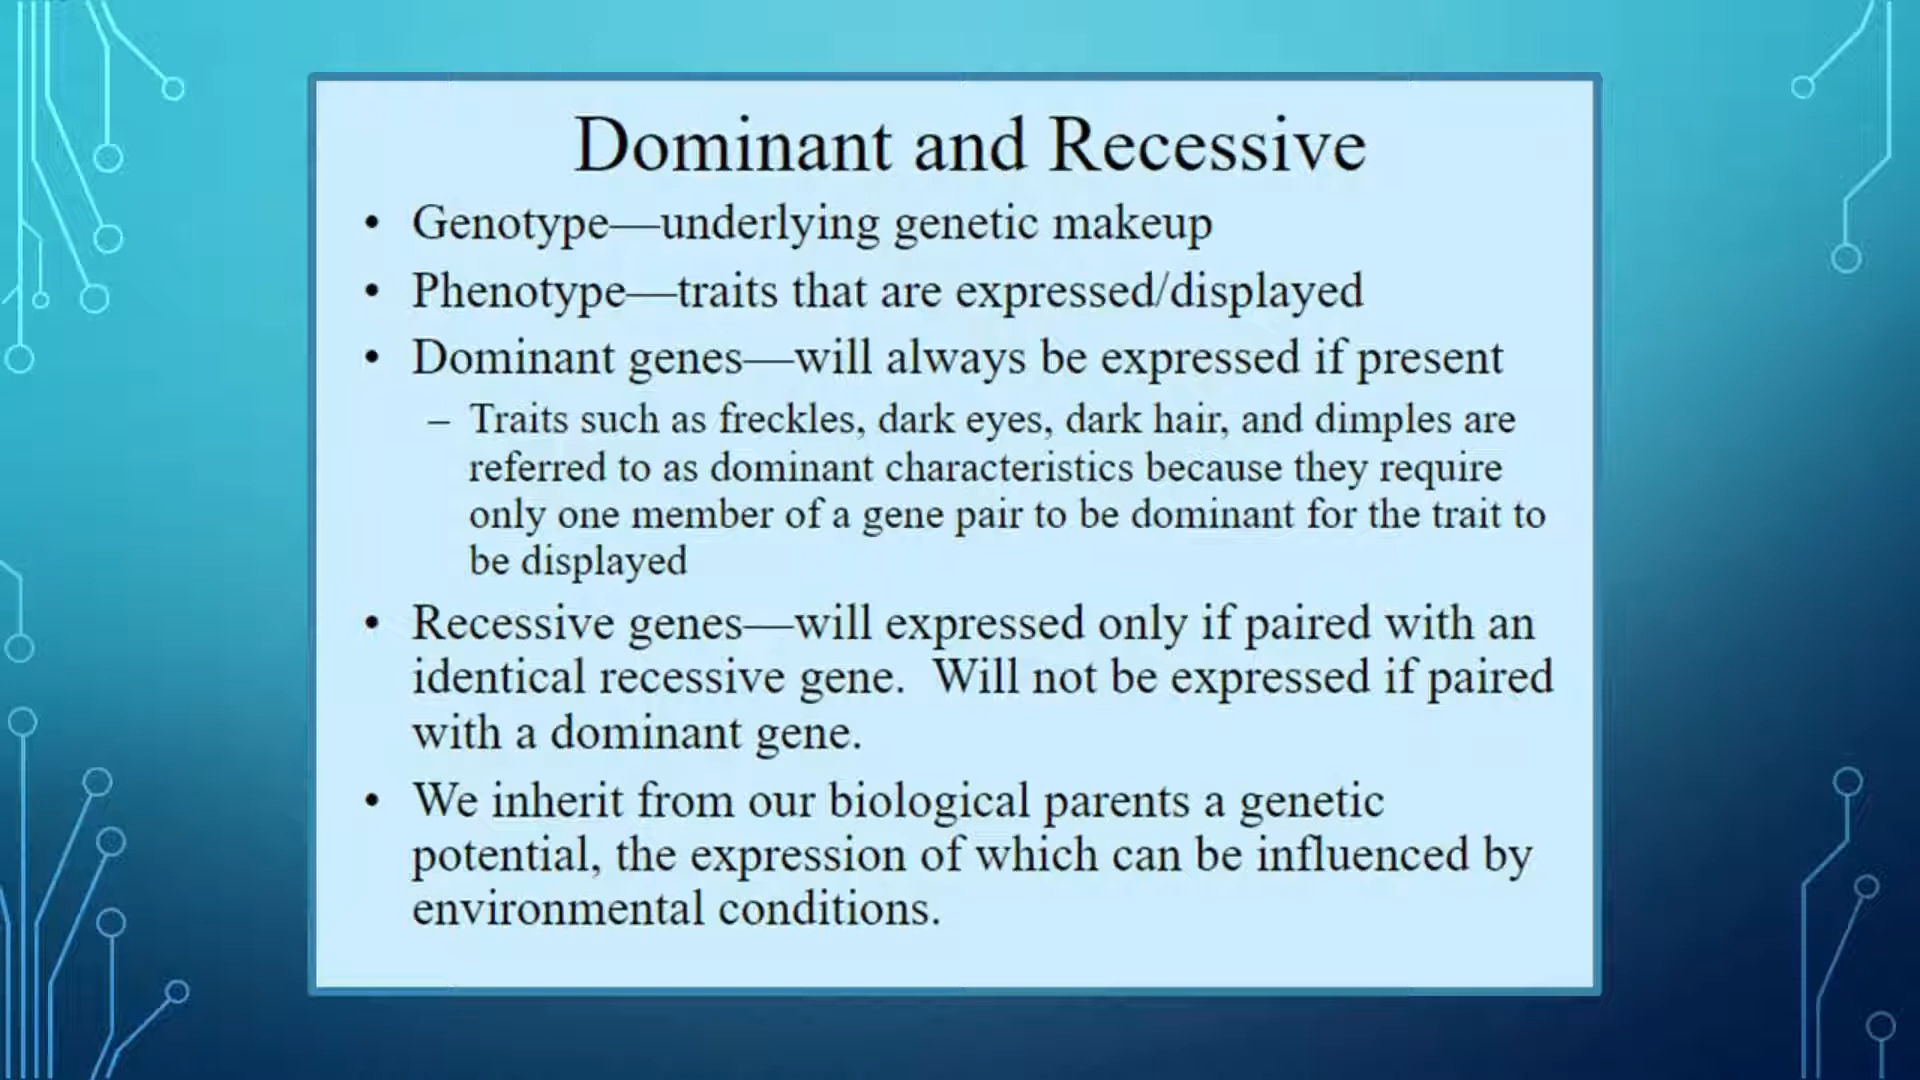 Dominant and Recessive
• Genotype—underlying genetic makeup
• Phenotype—traits that are expressed/displayed
• Dominant genes—will always be expressed if present
– Traits such as freckles, dark eyes, dark hair, and dimples are
referred to as dominant characteristics because they require
only one member of a gene pair to be dominant for the trait to
be displayed
• Recessive genes—will expressed only if paired with an
identical recessive gene.  Will not be expressed if paired
with a dominant gene.
• We inherit from our biological parents a genetic
potential, the expression of which can be influenced by
environmental conditions.